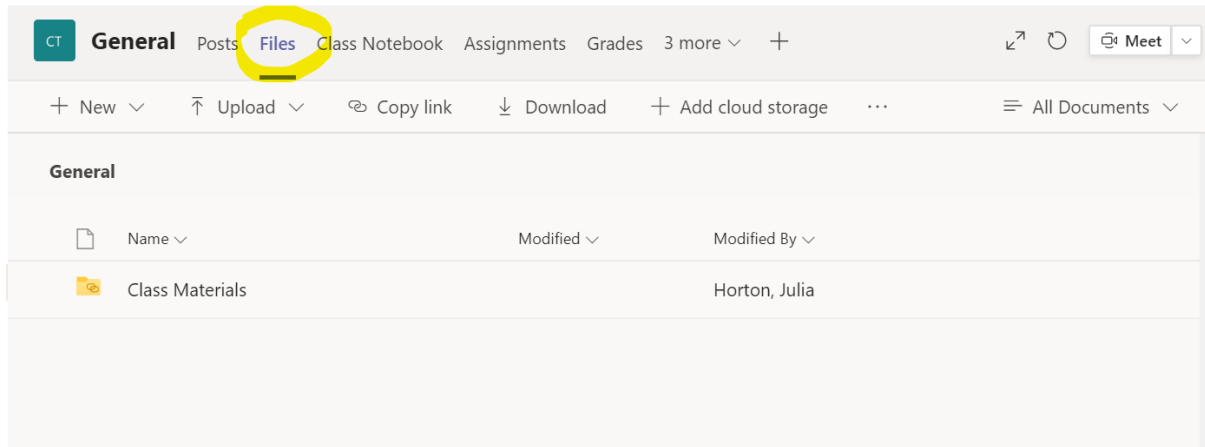 CT General Posts Files Class Notebook Assignments Grades 3 more Meet
New Upload Copy link Download Add cloud storage ... All Documents
General
Name Modified Modified By
Class Materials Horton, Julia